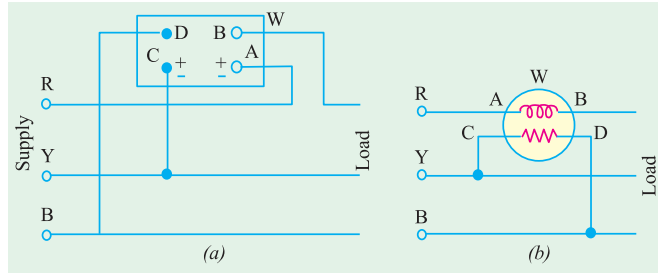 W
D B
C + + A
− −
R
Y
B
Supply
Load
(a)
W
R A B
C D
Y
B
Load
(b)